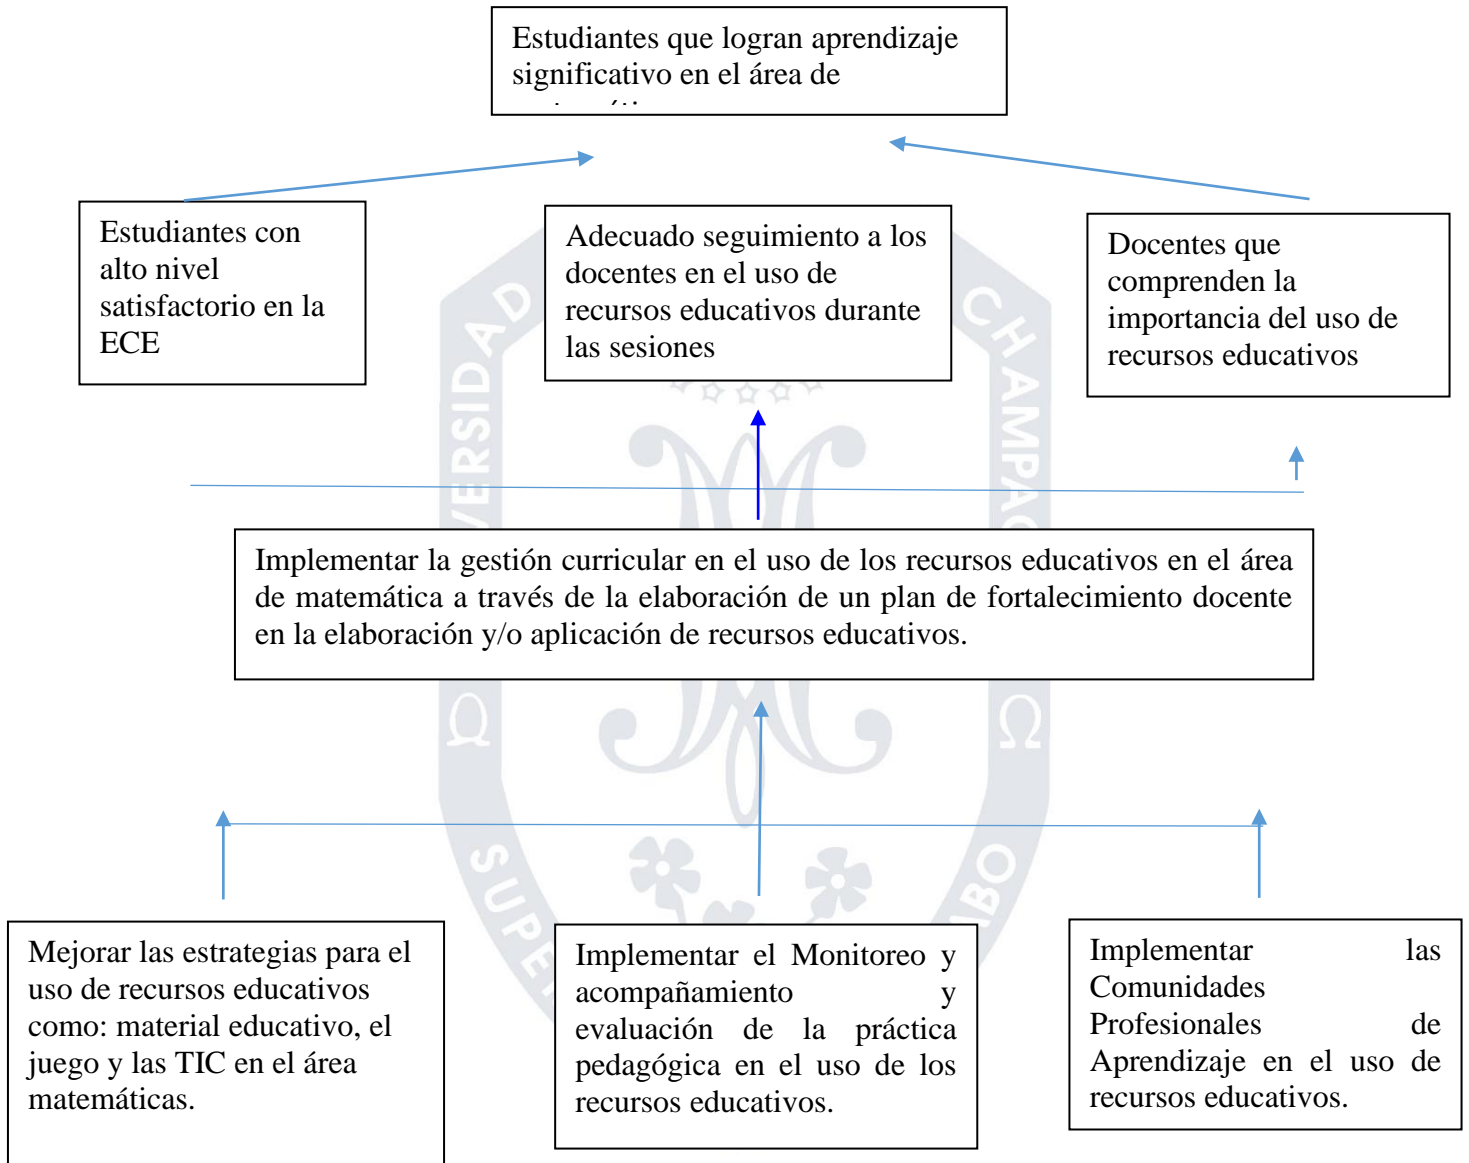 Estudiantes que logran aprendizaje
significativo en el área de
Estudiantes con
alto nivel
satisfactorio en la
ECE
Adecuado seguimiento a los
docentes en el uso de
recursos educativos durante
las sesiones
Docentes que
comprenden la
importancia del uso de
recursos educativos
Implementar la gestión curricular en el uso de los recursos educativos en el área
de matemática a través de la elaboración de un plan de fortalecimiento docente
en la elaboración y/o aplicación de recursos educativos.
Mejorar las estrategias para el
uso de recursos educativos
como: material educativo, el
juego y las TIC en el área
matemáticas.
Implementar el Monitoreo y
acompañamiento y
evaluación de la práctica
pedagógica en el uso de los
recursos educativos.
Implementar las
Comunidades
Profesionales de
Aprendizaje en el uso de
recursos educativos.